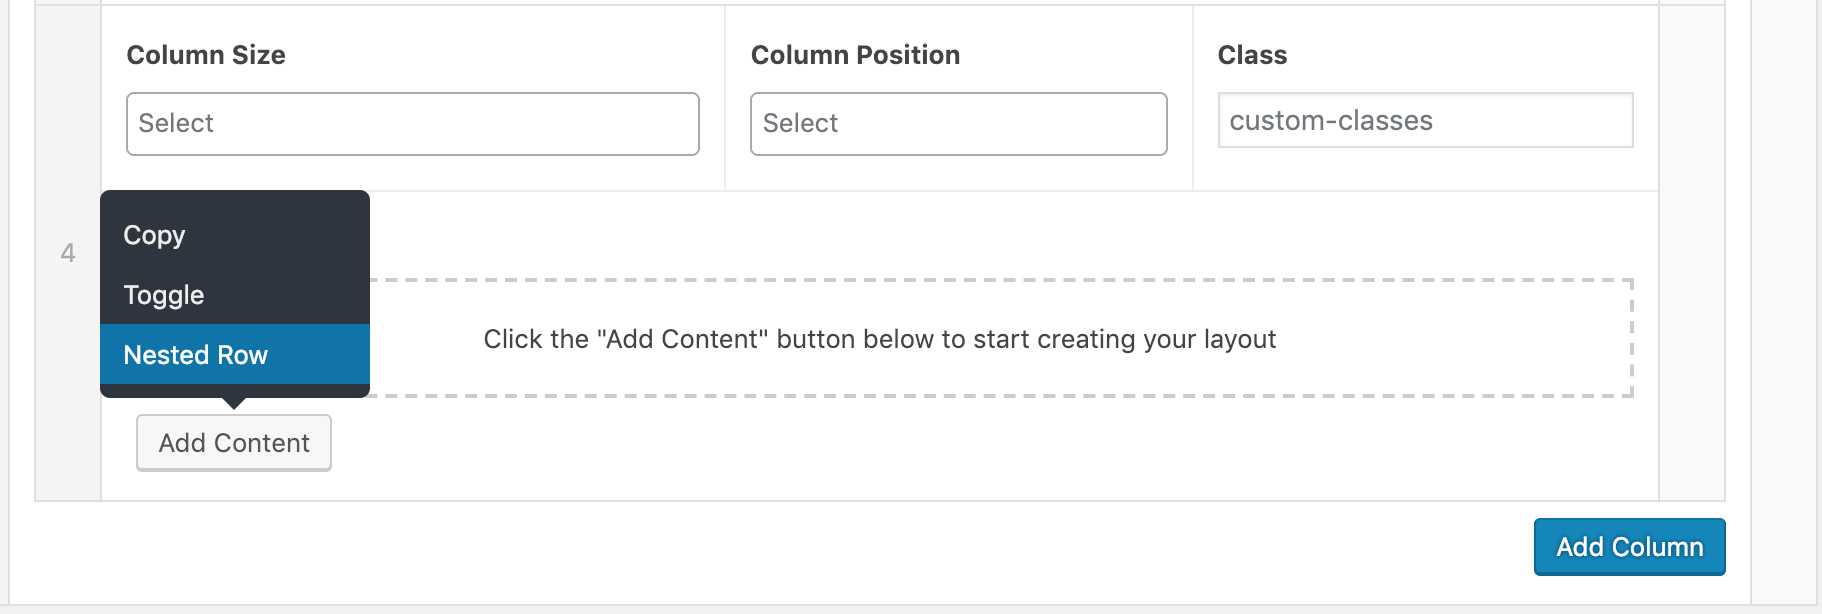 Column Size
Column Position
Class
Select
Select
custom-classes
4
Copy
Toggle
Nested Row
Click the "Add Content" button below to start creating your layout
Add Content
Add Column